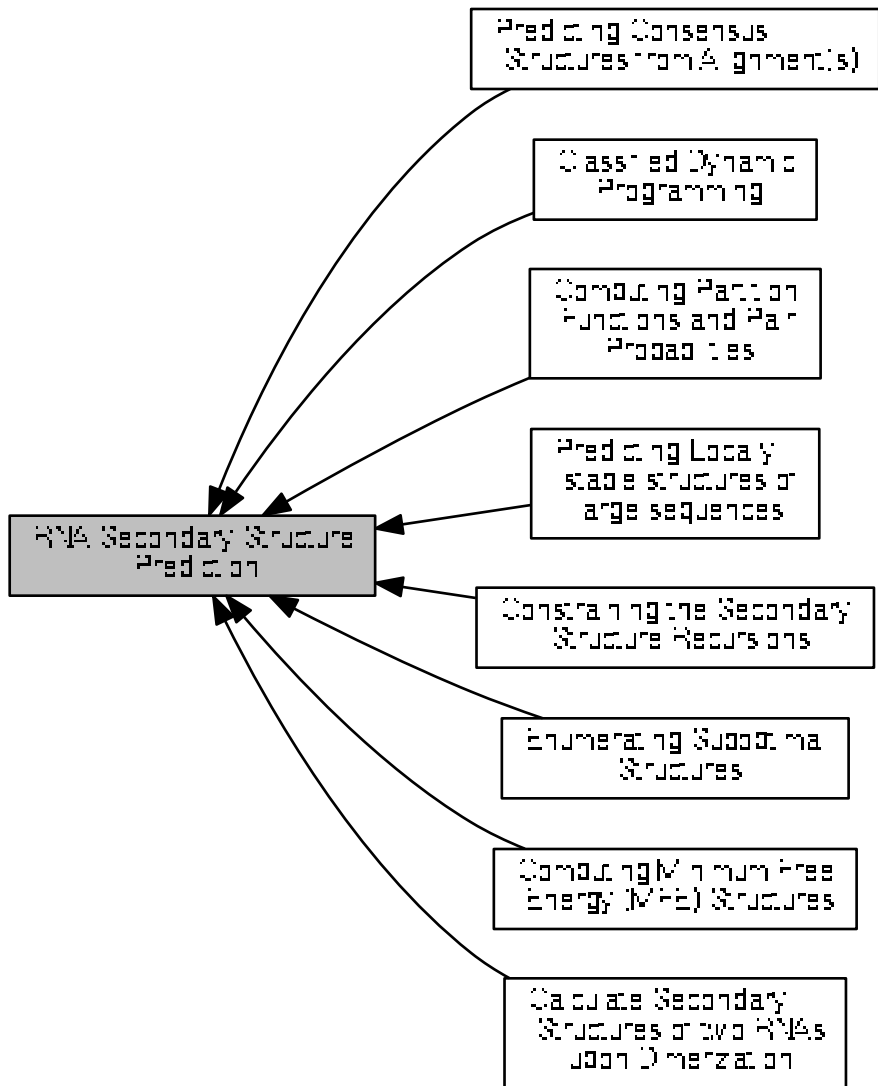 Predicting Consensus
Structures from Alignment(s)
Classified Dynamic
Programming
Computing Partition
Functions and Pair
Probabilities
Predicting Locally
stable structures of
large sequences
RNA Secondary Structure
Prediction
Constraining the Secondary
Structure Recursions
Enumerating Suboptimal
Structures
Computing Minimum Free
Energy (MFE) Structures
Calculate Secondary
Structures of two RNAs
upon Dimerization